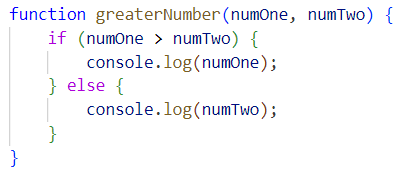 function greaterNumber(numOne, numTwo) {
    if (numOne > numTwo) {
        console.log(numOne);
    } else {
        console.log(numTwo);
    }
}